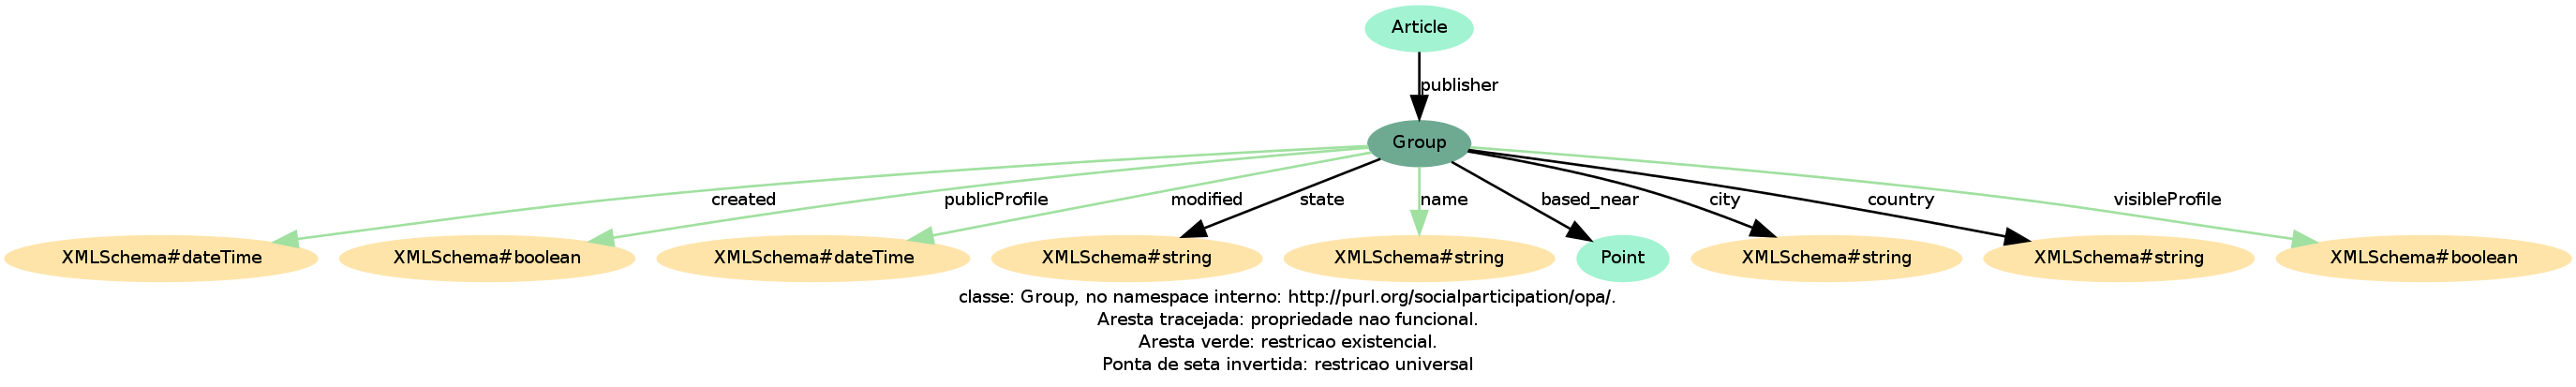 Article
publisher
Group
created
publicProfile
modified
state
name
based_near
city
country
visibleProfile
XMLSchema#dateTime
XMLSchema#boolean
XMLSchema#dateTime
XMLSchema#string
XMLSchema#string
Point
XMLSchema#string
XMLSchema#string
XMLSchema#boolean
classe: Group, no namespace interno: http://purl.org/socialparticipation/opa/.
Aresta tracejada: propriedade nao funcional.
Aresta verde: restricao existencial.
Ponta de seta invertida: restricao universal